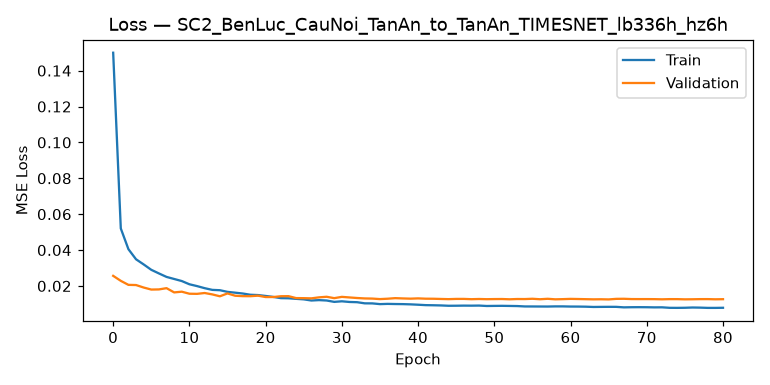 Loss — SC2_BenLuc_CauNoi_TanAn_to_TanAn_TIMESNET_lb336h_hz6h
Train
Validation
MSE Loss
0.14
0.12
0.10
0.08
0.06
0.04
0.02
0 10 20 30 40 50 60 70 80
Epoch